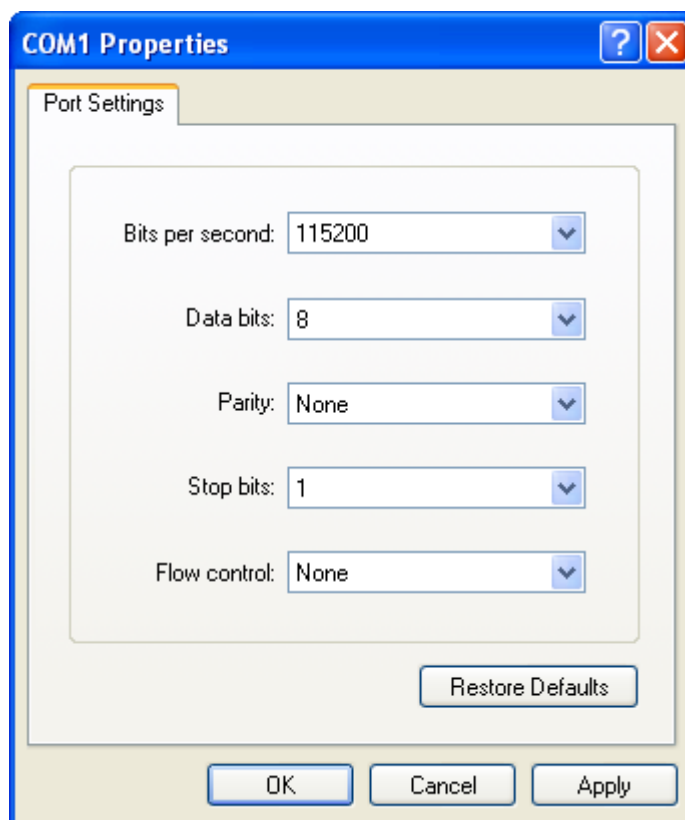 COM1 Properties
Port Settings
Bits per second: 115200
Data bits: 8
Parity: None
Stop bits: 1
Flow control: None
Restore Defaults
OK Cancel Apply